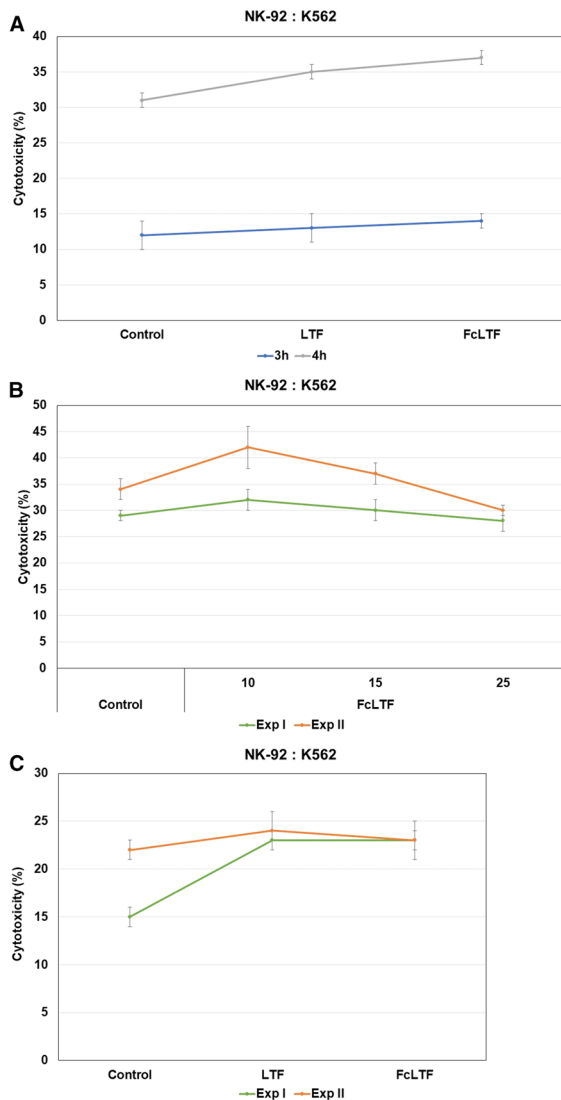 A
NK-92 : K562
Cytotoxicity (%)
40
35
30
25
20
15
10
5
0
Control LTF FcLTF
3h 4h
B
NK-92 : K562
Cytotoxicity (%)
50
45
40
35
30
25
20
15
10
5
0
10 15 25
Control FcLTF
Exp I Exp II
C
NK-92 : K562
Cytotoxicity (%)
30
25
20
15
10
5
0
Control LTF FcLTF
Exp I Exp II